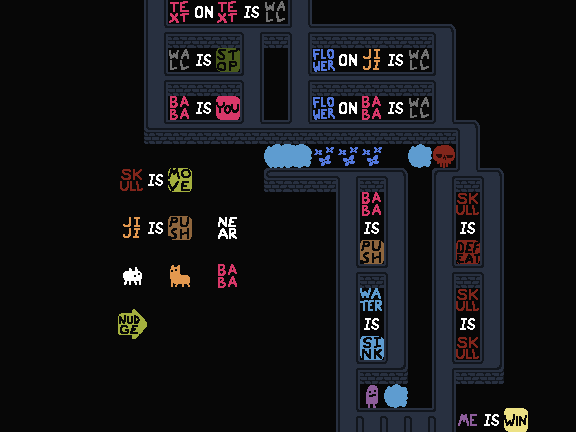 TEXT ON TEXT IS WALL
WALL IS STOP
FLOWER ON JIJI IS WALL
BABA IS YOU
FLOWER ON BABA IS WALL
SKULL IS MOVE
JIJI IS PUSH
NEAR
BABA
NUDGE
BABA IS PUSH
WATER IS SINK
SKULL IS DEFEAT
SKULL IS SKULL
ME IS WIN